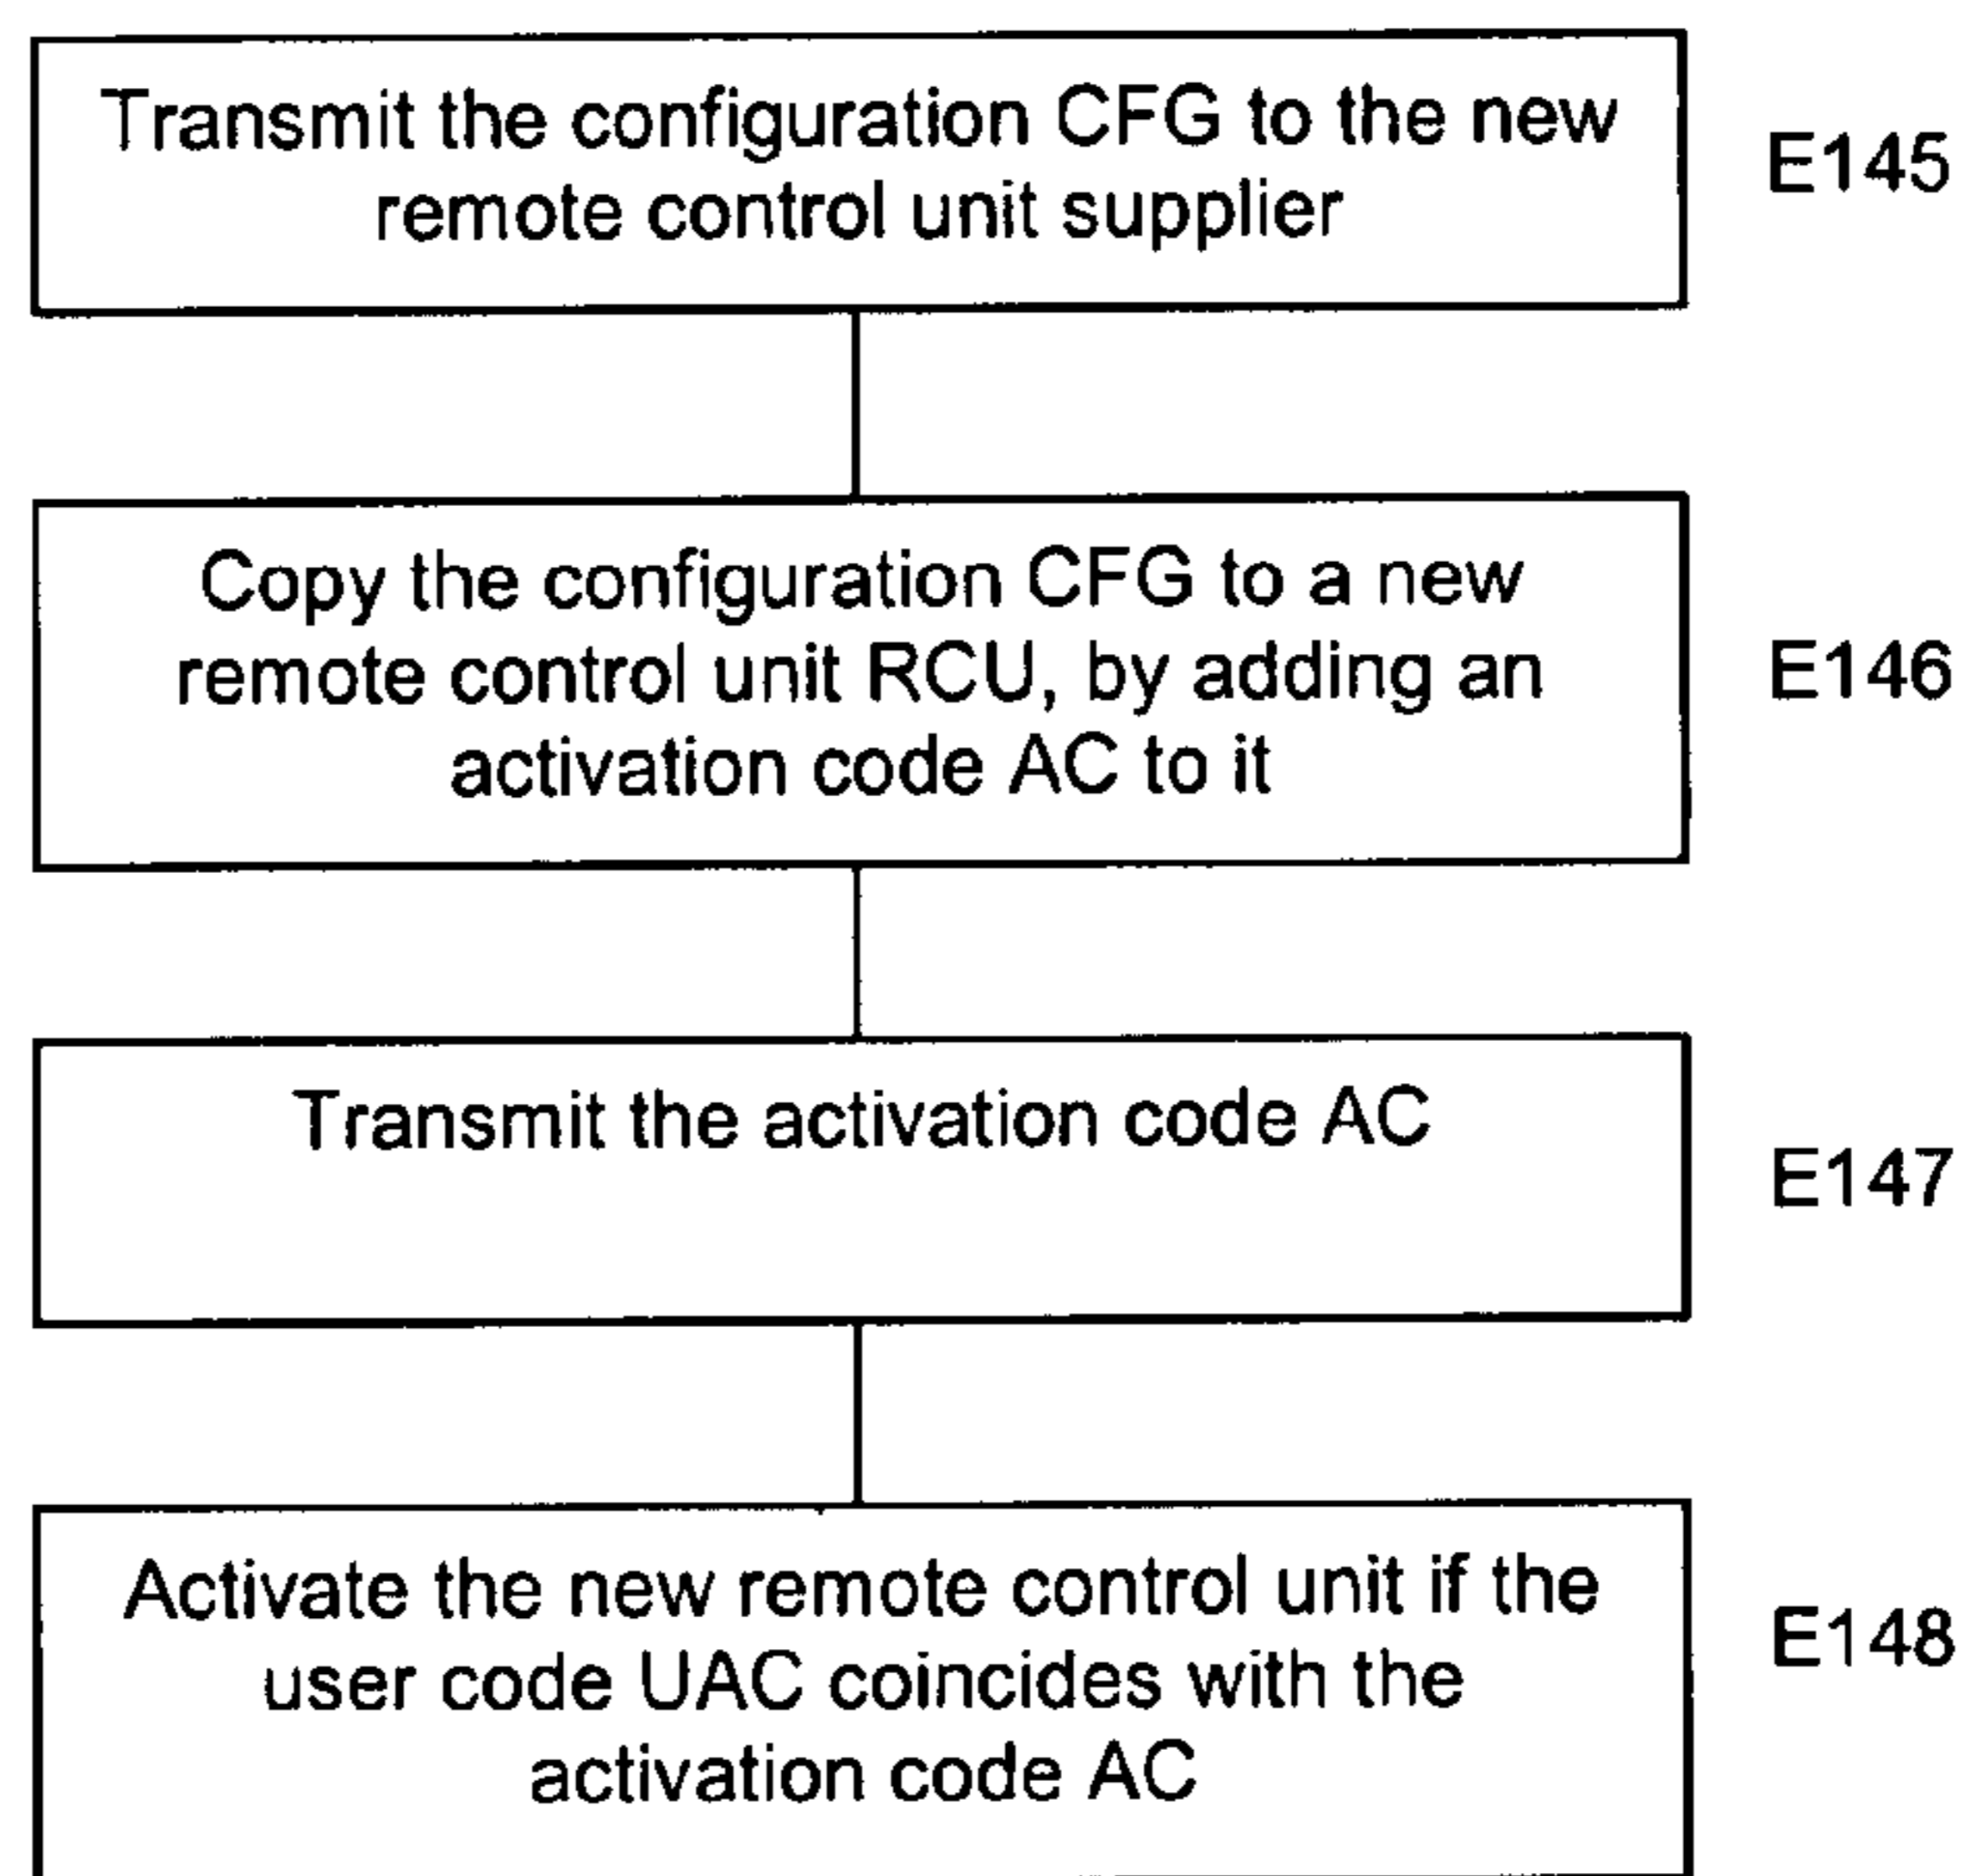 Transmit the configuration CFG to the new
remote control unit supplier
E145
Copy the configuration CFG to a new
remote control unit RCU, by adding an
activation code AC to it
E146
Transmit the activation code AC
E147
Activate the new remote control unit if the
user code UAC coincides with the
activation code AC
E148